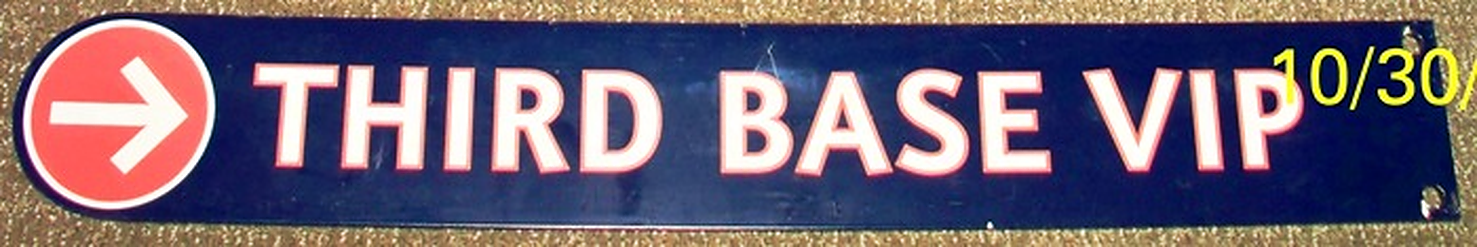 THIRD BASE VIP
10/30/